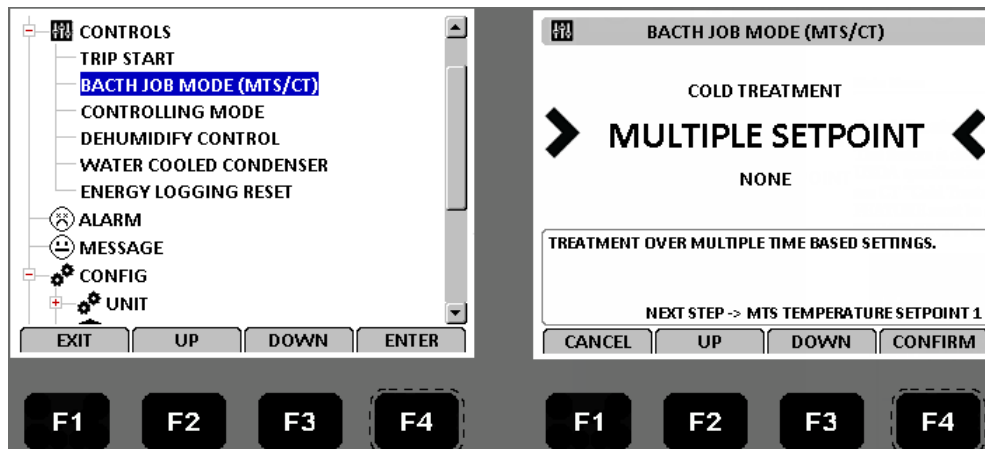 CONTROLS
TRIP START
BACTH JOB MODE (MTS/CT)
CONTROLLING MODE
DEHUMIDIFY CONTROL
WATER COOLED CONDENSER
ENERGY LOGGING RESET
ALARM
MESSAGE
CONFIG
UNIT
EXIT UP DOWN ENTER
F1 F2 F3 F4
BACTH JOB MODE (MTS/CT)
COLD TREATMENT
MULTIPLE SETPOINT
NONE
TREATMENT OVER MULTIPLE TIME BASED SETTINGS.
NEXT STEP -> MTS TEMPERATURE SETPOINT 1
CANCEL UP DOWN CONFIRM
F1 F2 F3 F4